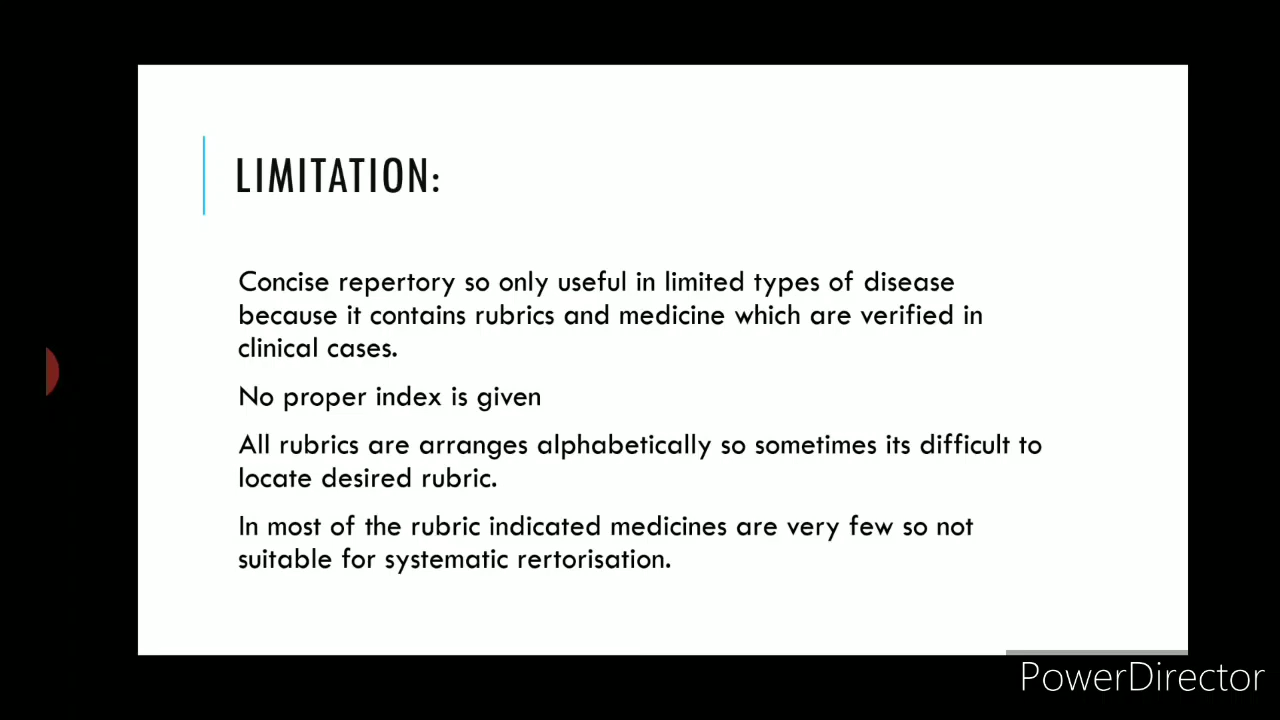 LIMITATION:
Concise repertory so only useful in limited types of disease
because it contains rubrics and medicine which are verified in
clinical cases.
No proper index is given
All rubrics are arranges alphabetically so sometimes its difficult to
locate desired rubric.
In most of the rubric indicated medicines are very few so not
suitable for systematic rertorisation.
PowerDirector